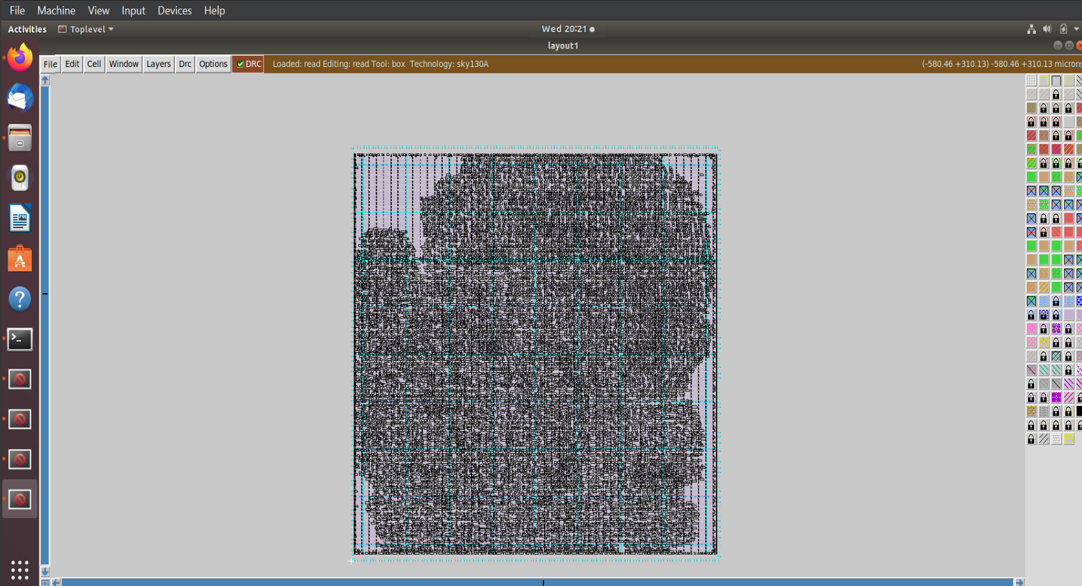 File Machine View Input Devices Help
Activities Toplevel Wed 20:21
layout1
File Edit Cell Window Layers Drc Options DRC Loaded: read Editing: read Tool: box Technology: sky130A (-580.46 +310.13) -580.46 +310.13 microns